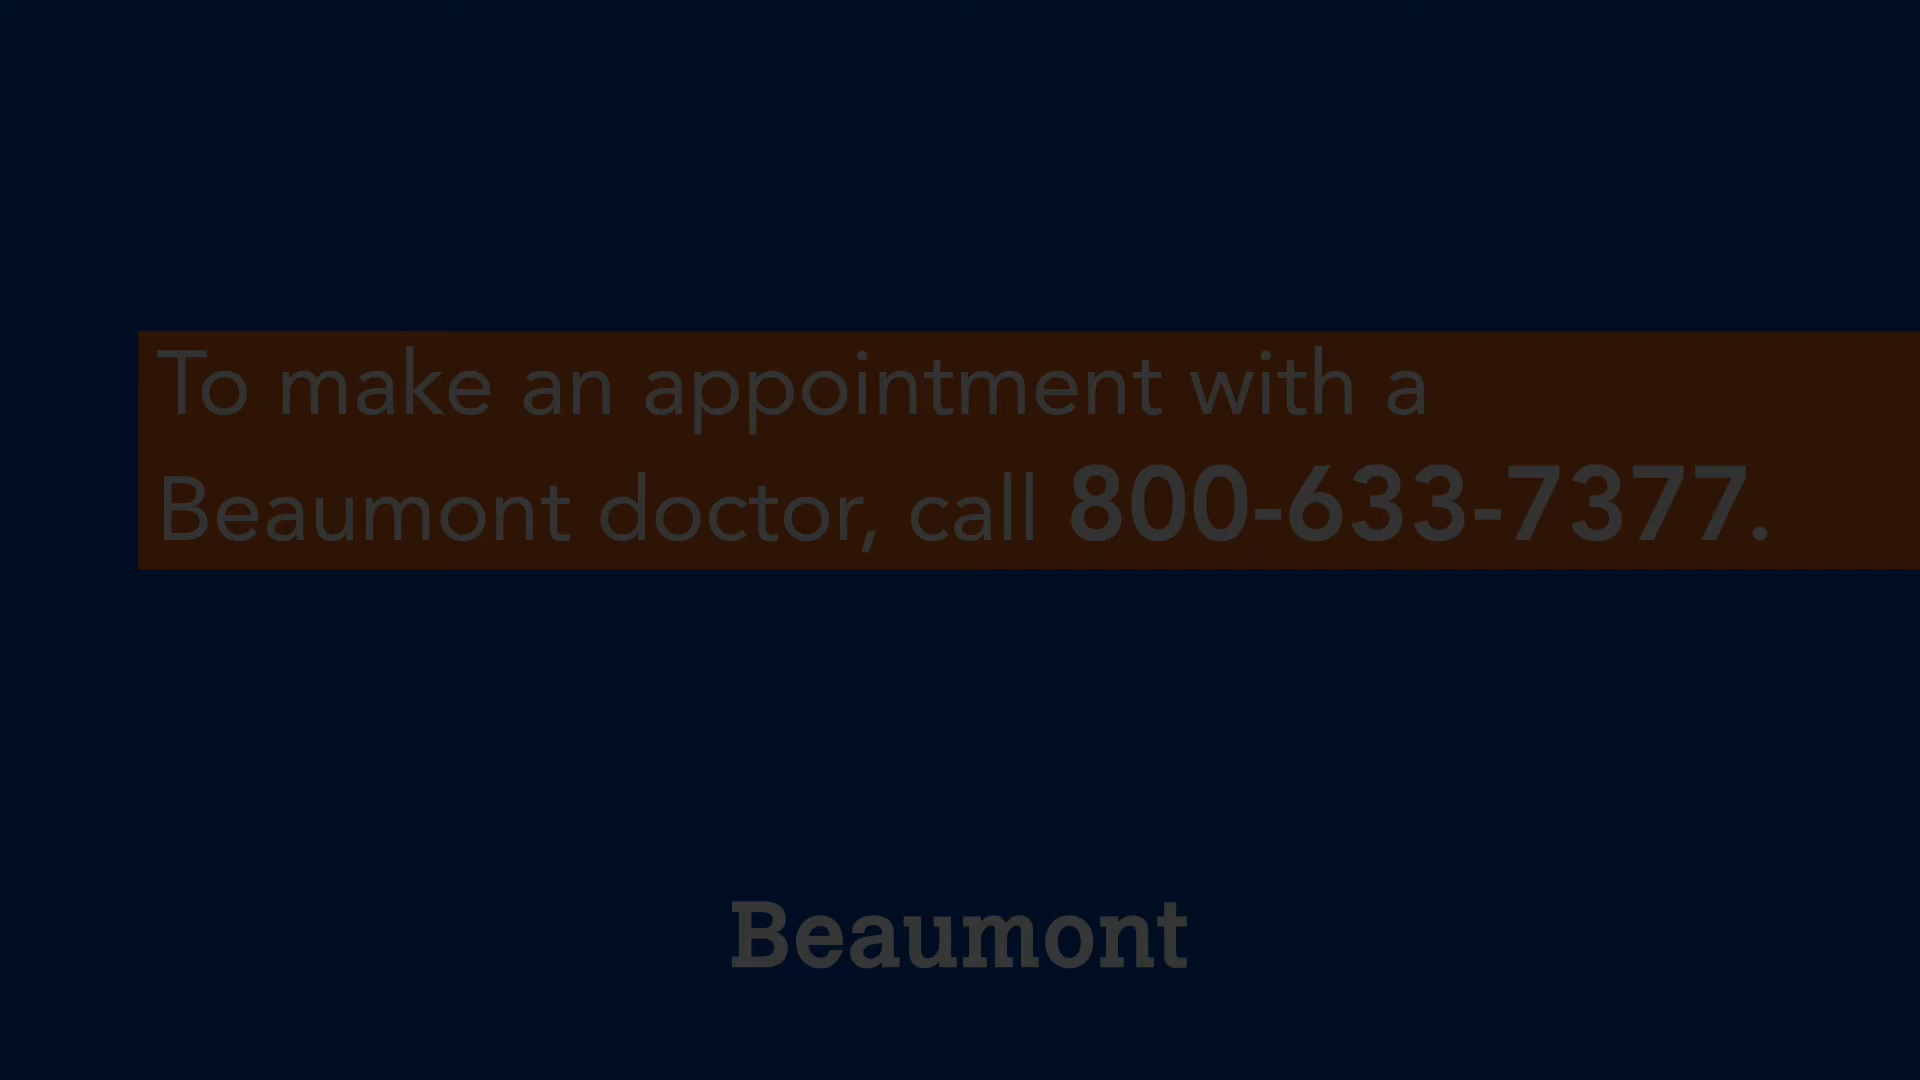 To make an appointment with a
Beaumont doctor, call 800-633-7377.
Beaumont